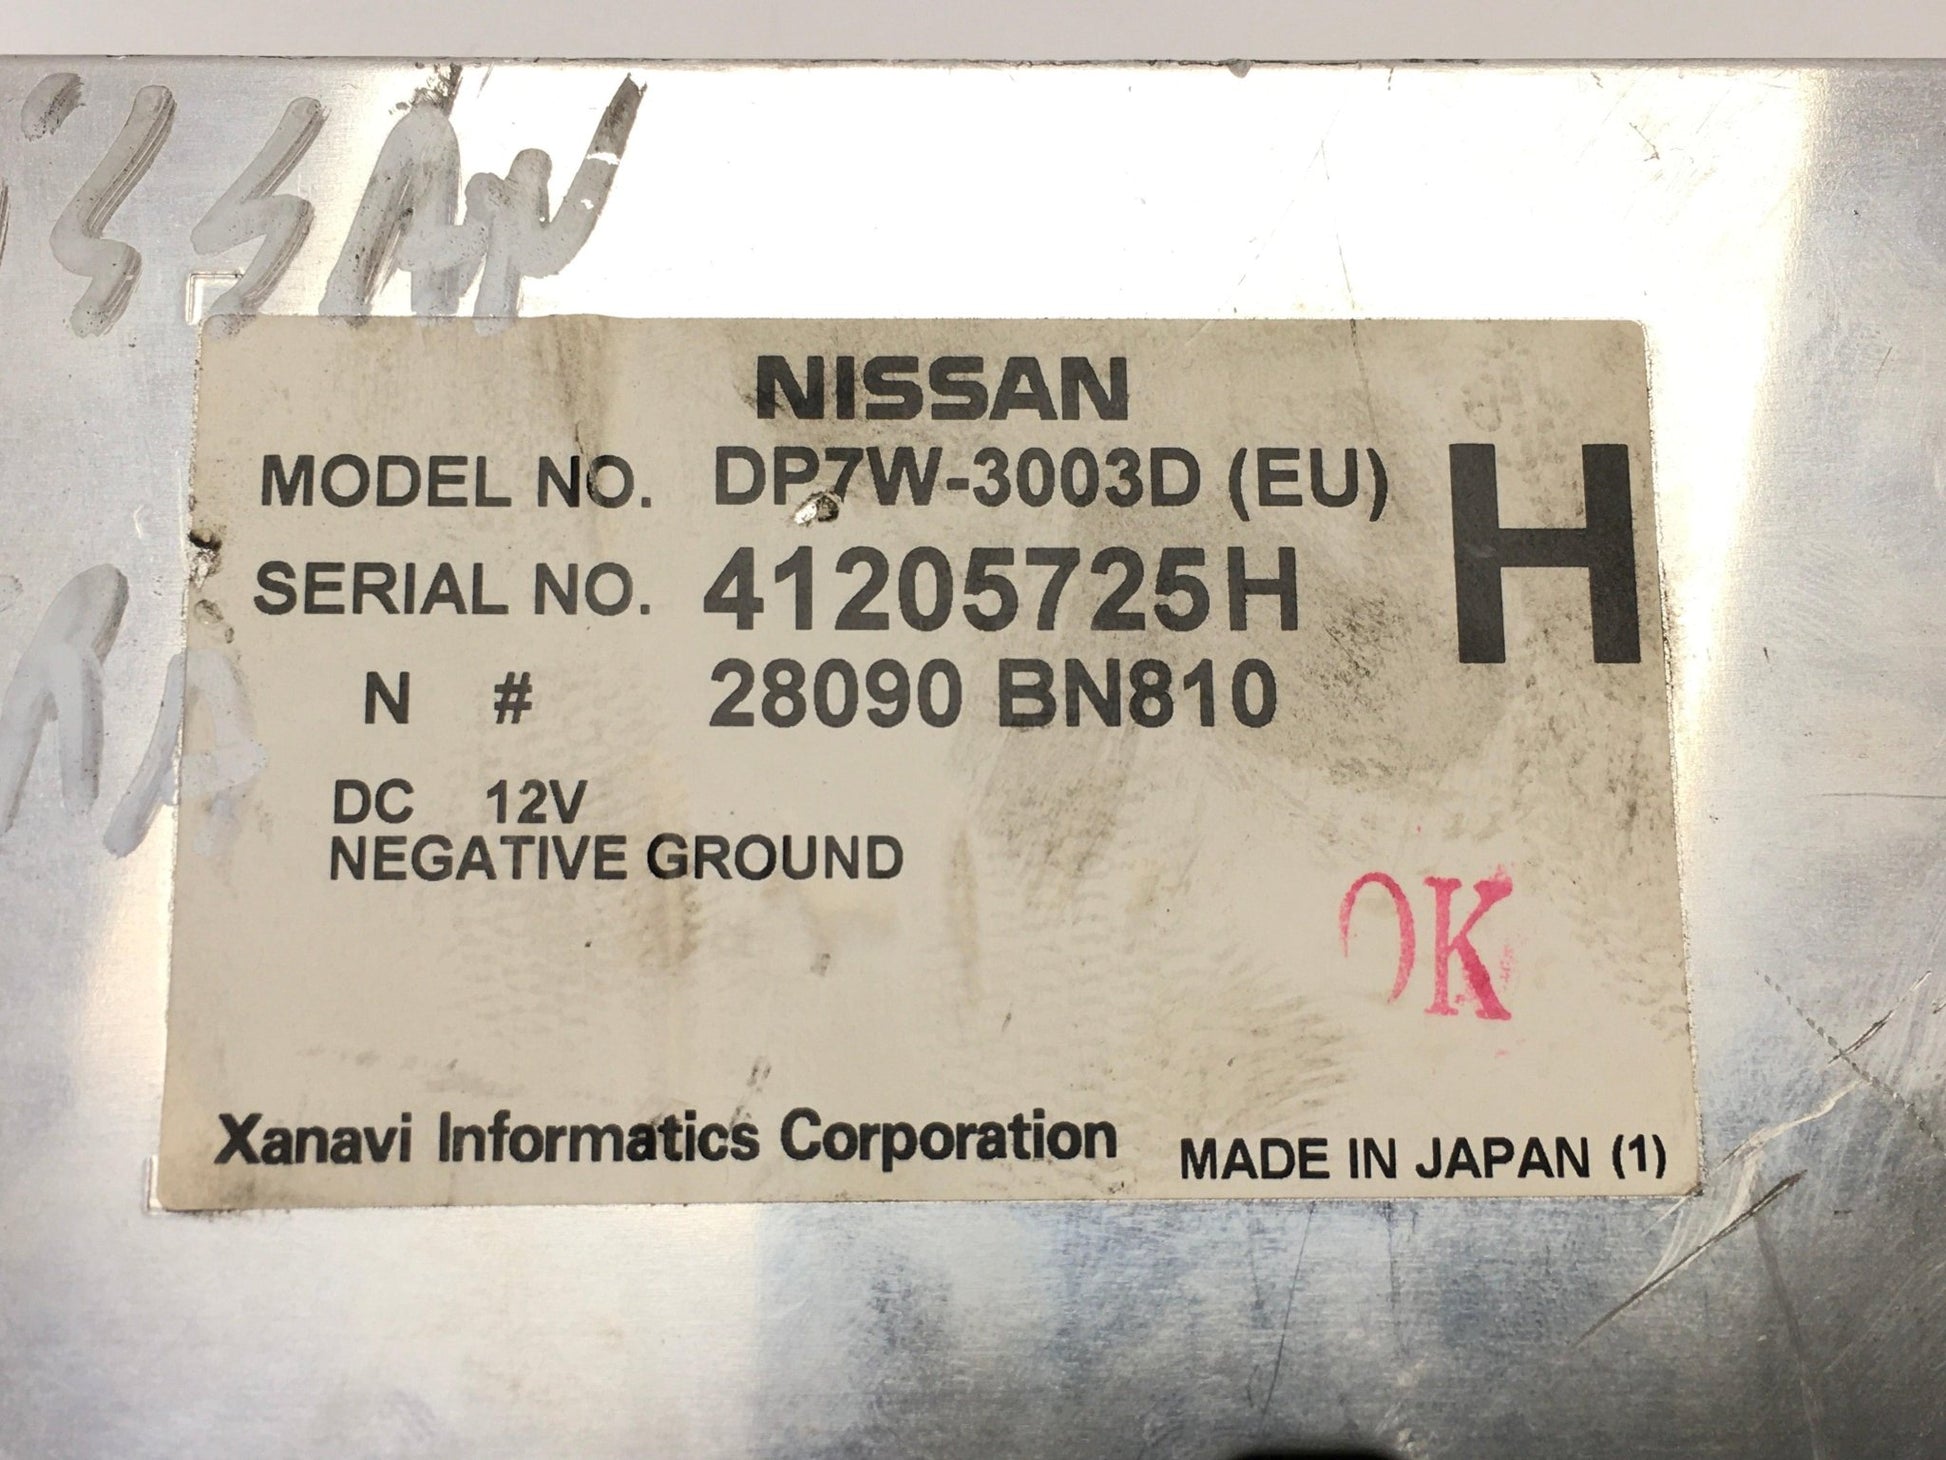 NISSAN
MODEL NO. DP7W-3003D (EU)
H
SERIAL NO. 41205725H
N # 28090 BN810
DC 12V
NEGATIVE GROUND
OK
Xanavi Informatics Corporation
MADE IN JAPAN (1)